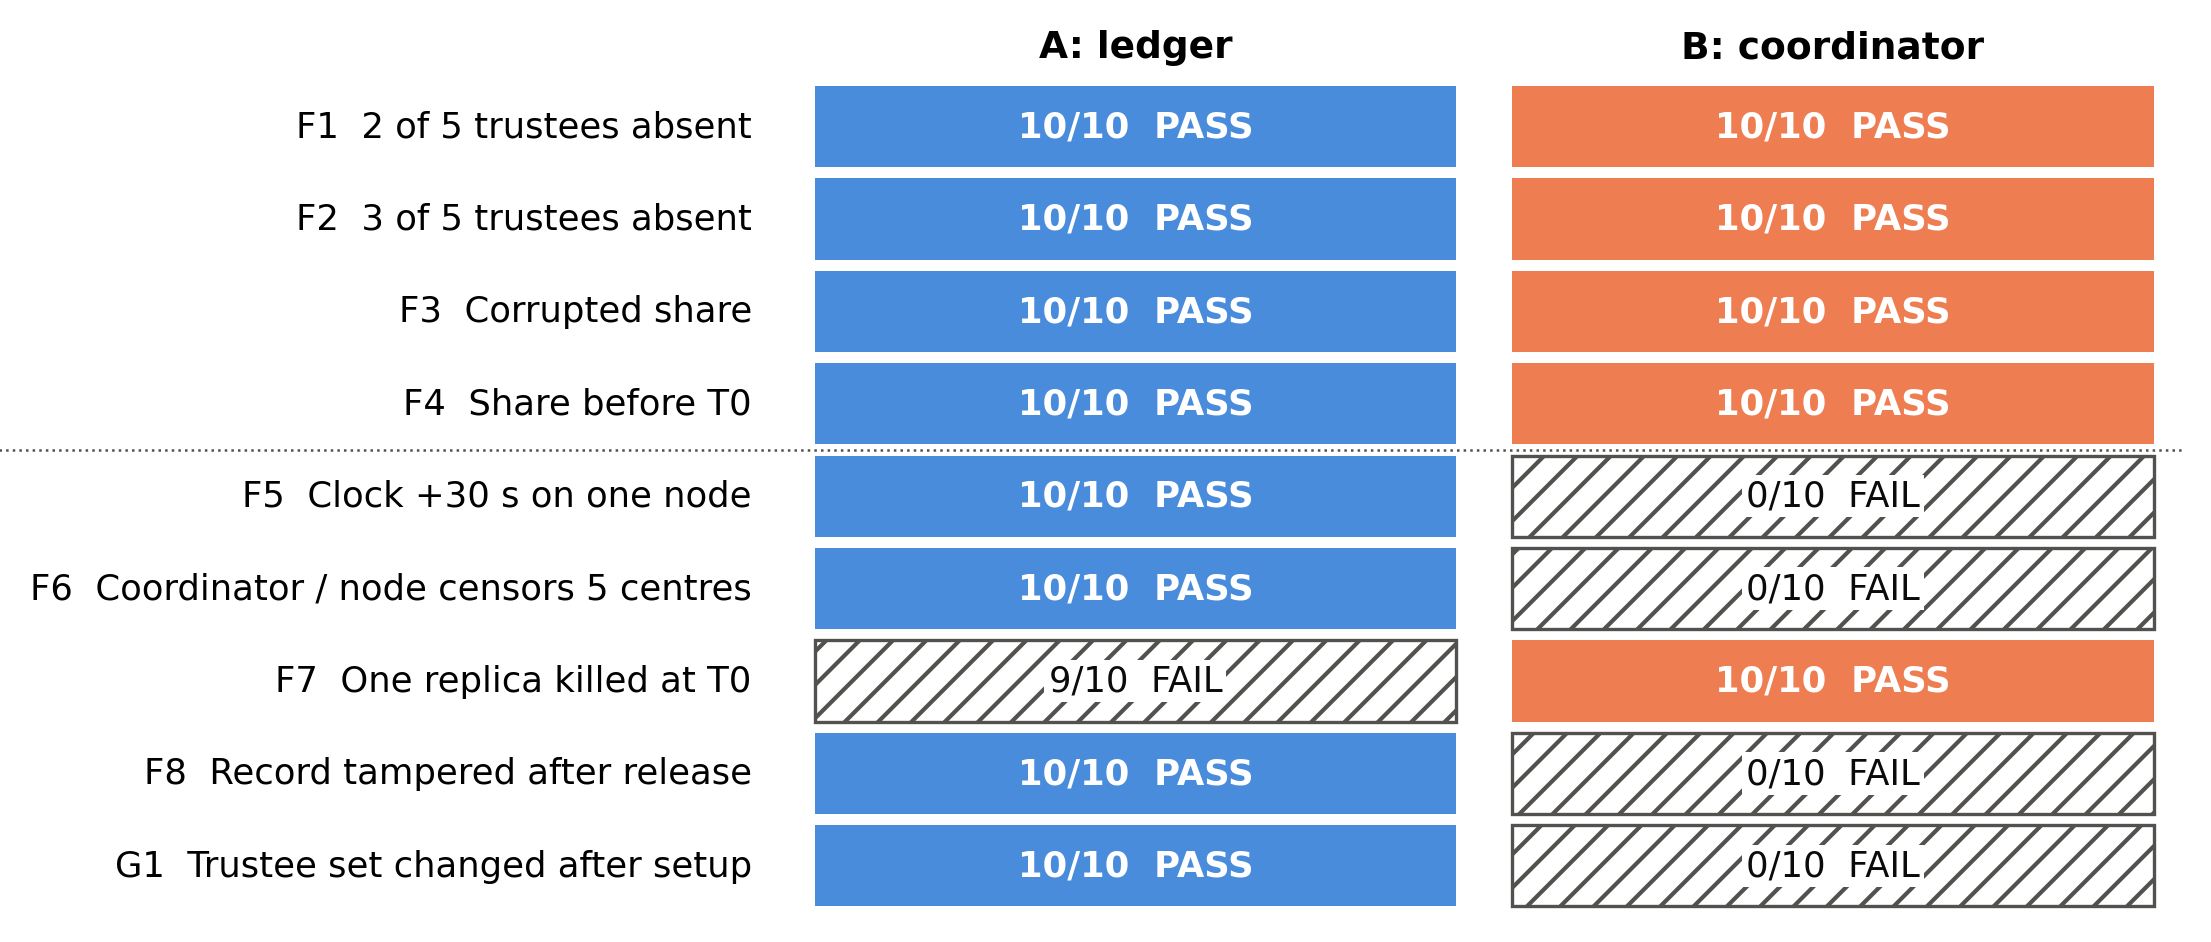 A: ledger B: coordinator
F1 2 of 5 trustees absent 10/10 PASS 10/10 PASS
F2 3 of 5 trustees absent 10/10 PASS 10/10 PASS
F3 Corrupted share 10/10 PASS 10/10 PASS
F4 Share before T0 10/10 PASS 10/10 PASS
F5 Clock +30 s on one node 10/10 PASS 0/10 FAIL
F6 Coordinator / node censors 5 centres 10/10 PASS 0/10 FAIL
F7 One replica killed at T0 9/10 FAIL 10/10 PASS
F8 Record tampered after release 10/10 PASS 0/10 FAIL
G1 Trustee set changed after setup 10/10 PASS 0/10 FAIL